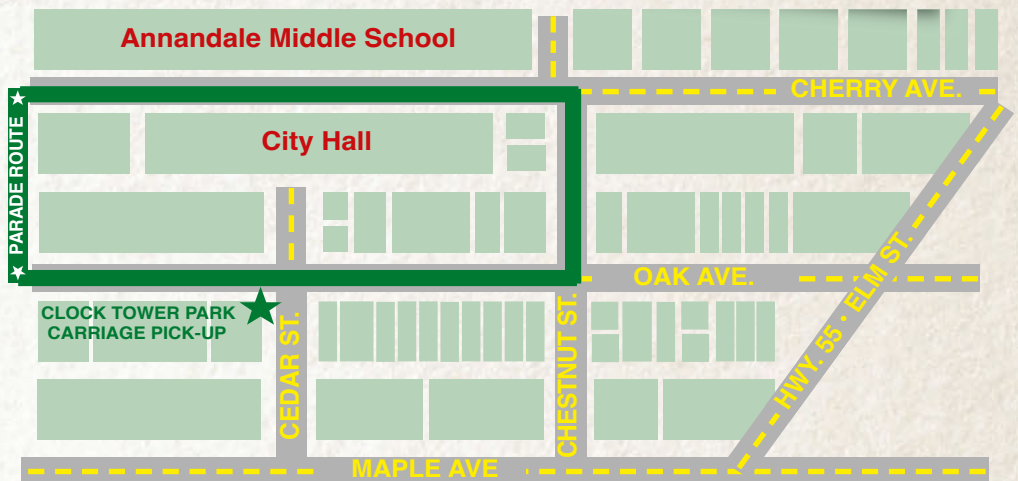 Annandale Middle School
CHERRY AVE.
★ PARADE ROUTE ★
City Hall
OAK AVE.
CLOCK TOWER PARK
CARRIAGE PICK-UP
CEDAR ST.
CHESTNUT ST.
HWY. 55 • ELM ST.
MAPLE AVE